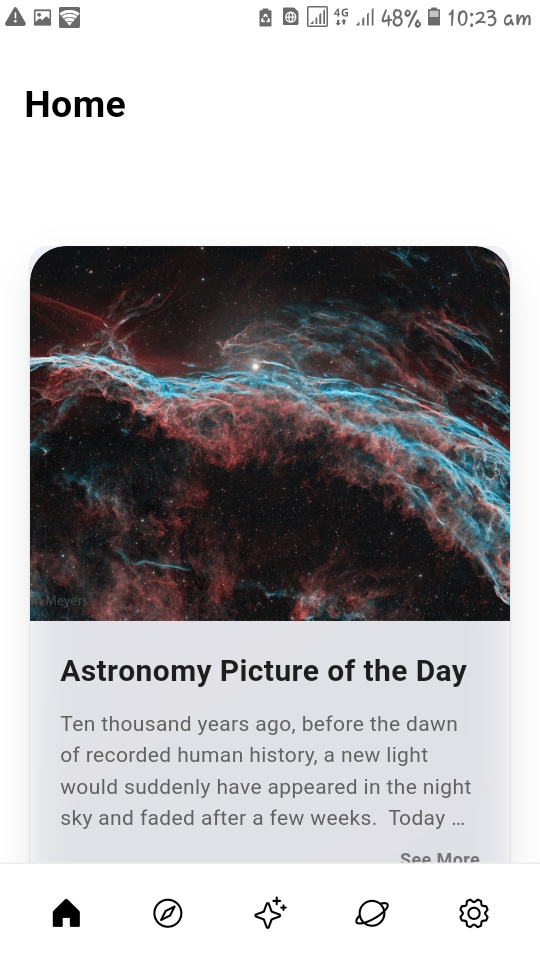 4G 48% 10:23 am
Home
Meyers
Astronomy Picture of the Day
Ten thousand years ago, before the dawn
of recorded human history, a new light
would suddenly have appeared in the night
sky and faded after a few weeks. Today …
See More